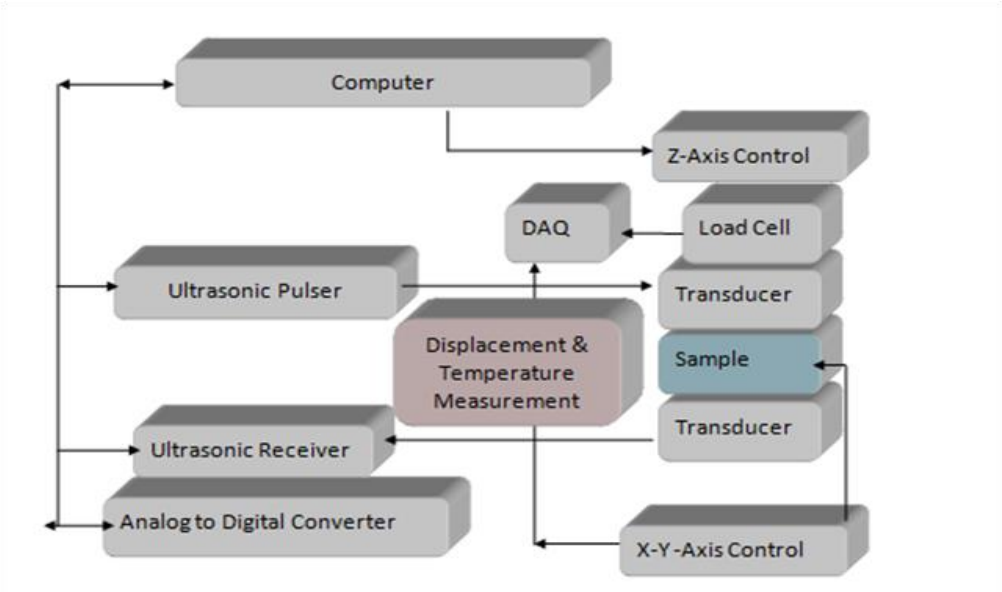 Computer
Z-Axis Control
DAQ
Load Cell
Ultrasonic Pulser
Transducer
Displacement &
Temperature
Measurement
Sample
Transducer
Ultrasonic Receiver
Analog to Digital Converter
X-Y-Axis Control